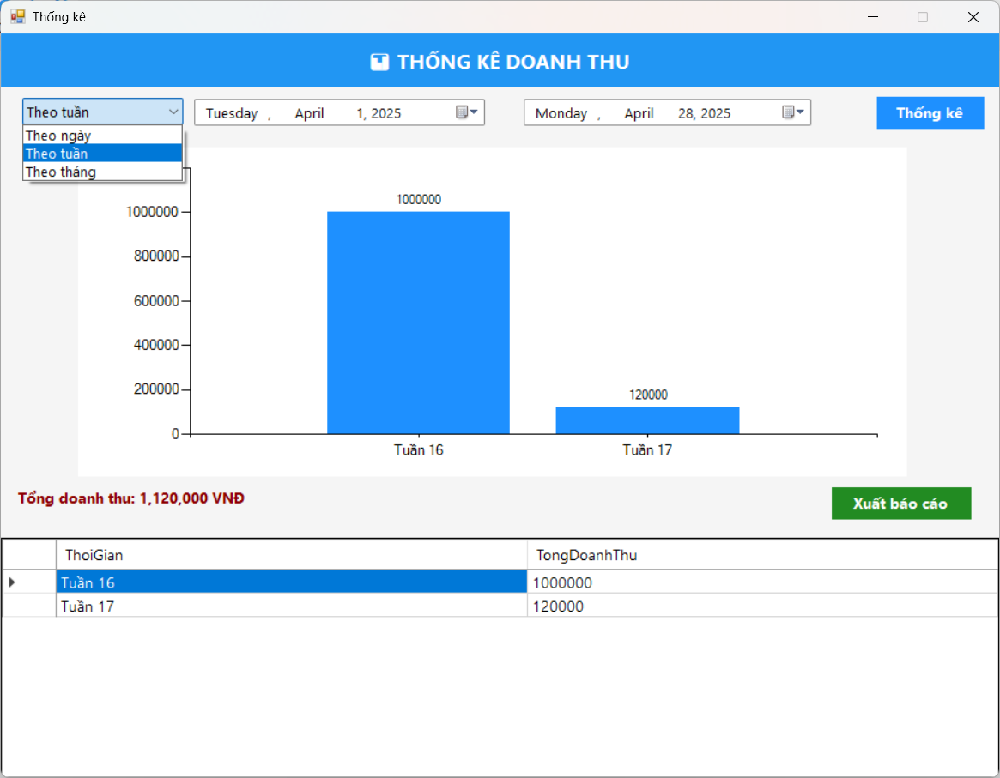 Thống kê
THỐNG KÊ DOANH THU
Theo tuần Tuesday , April 1, 2025 Monday , April 28, 2025 Thống kê
Theo ngày
Theo tuần
Theo tháng
1000000
1000000
800000
600000
400000
200000
120000
0
Tuần 16 Tuần 17
Tổng doanh thu: 1,120,000 VNĐ
Xuất báo cáo
ThoiGian TongDoanhThu
Tuần 16 1000000
Tuần 17 120000